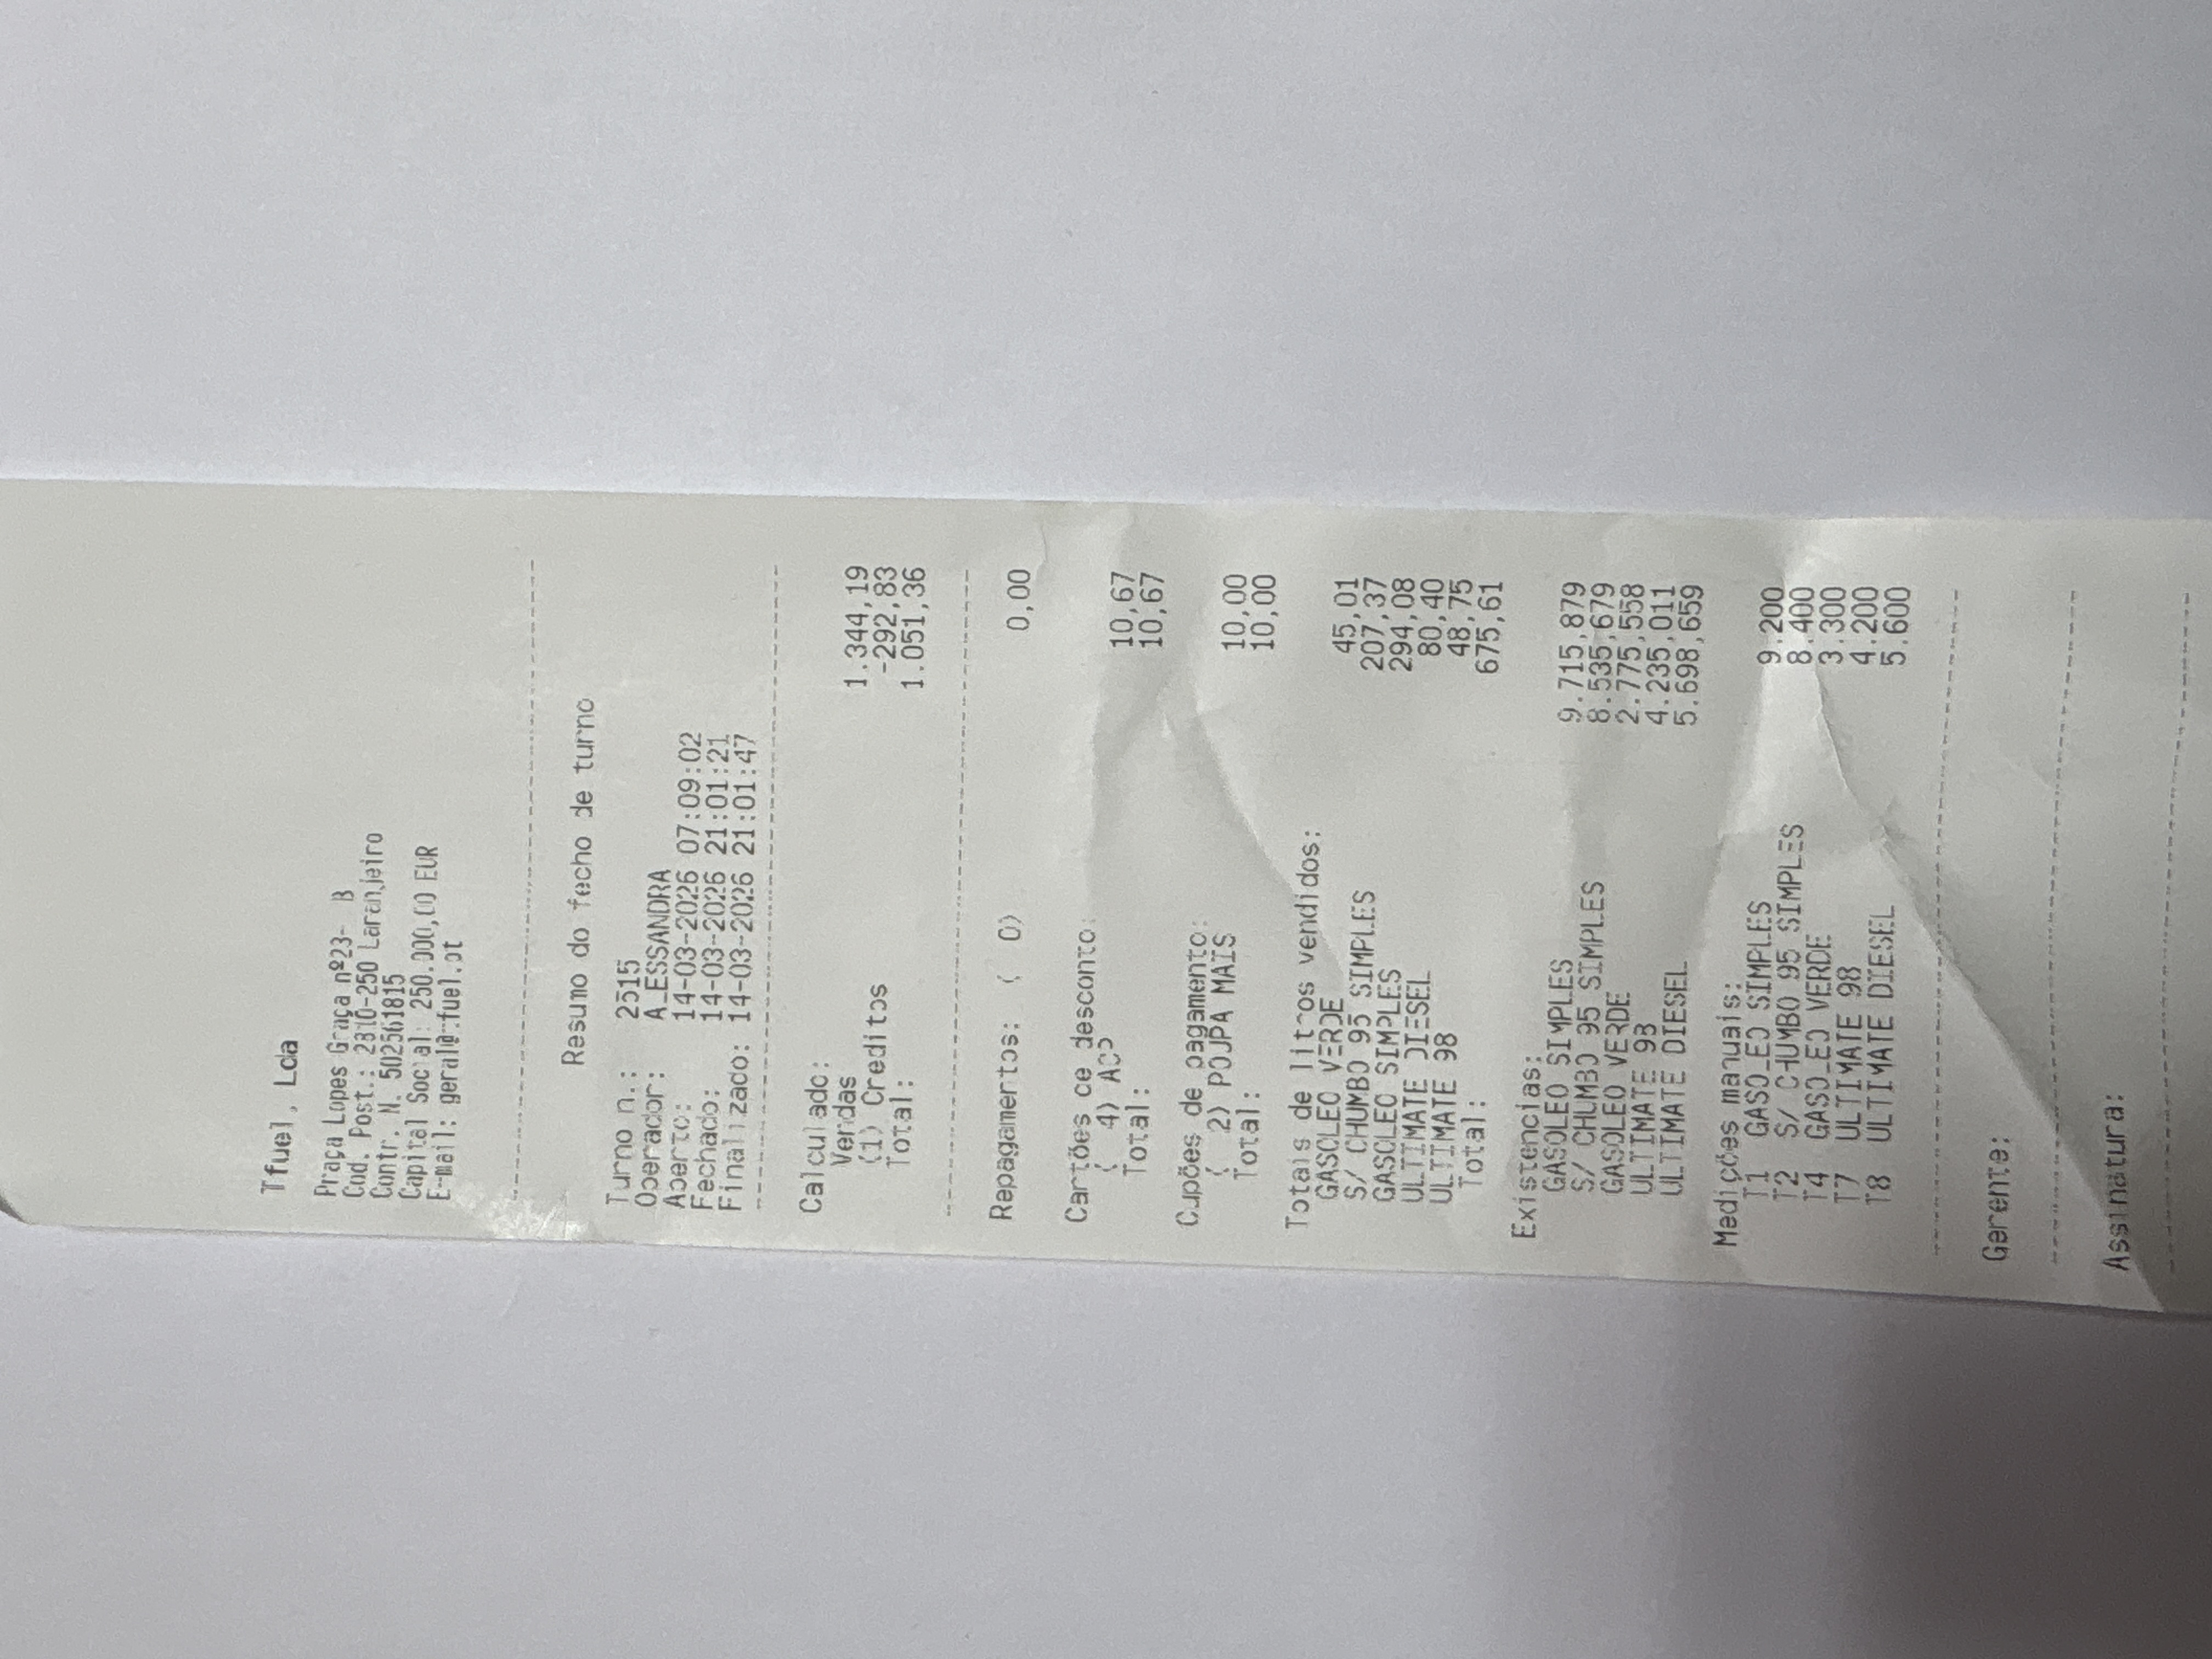 Tfuel, Lda
Praça Lopes Graça nº23- B
Cod. Post.: 2810-250 Laranjeiro
Contr. N. 502561815
Capital Social: 250.000,00 EUR
E-mail: geral@tfuel.pt
Resumo do fecho de turno
Turno n.: 2515
Operador: ALESSANDRA
Aberto: 14-03-2026 07:09:02
Fechado: 14-03-2026 21:01:21
Finalizado: 14-03-2026 21:01:47
Calculado:
Vendas 1.344,19
(1) Creditos -292,83
Total: 1.051,36
Repagamentos: ( 0) 0,00
Cartões de desconto:
( 4) ACP 10,67
Total: 10,67
Cupões de pagamento:
( 2) POUPA MAIS 10,00
Total: 10,00
Totais de litros vendidos:
GASOLEO VERDE 45,01
S/ CHUMBO 95 SIMPLES 207,37
GASOLEO SIMPLES 294,08
ULTIMATE DIESEL 80,40
ULTIMATE 98 48,75
Total: 675,61
Existencias:
GASOLEO SIMPLES 9.715,879
S/ CHUMBO 95 SIMPLES 8.535,679
GASOLEO VERDE 2.775,558
ULTIMATE 98 4.235,011
ULTIMATE DIESEL 5.698,659
Medições manuais:
T1 GASOLEO SIMPLES 9.200
T2 S/ CHUMBO 95 SIMPLES 8.400
T4 GASOLEO VERDE 3.300
T7 ULTIMATE 98 4.200
T8 ULTIMATE DIESEL 5.600
Gerente:
Assinatura: